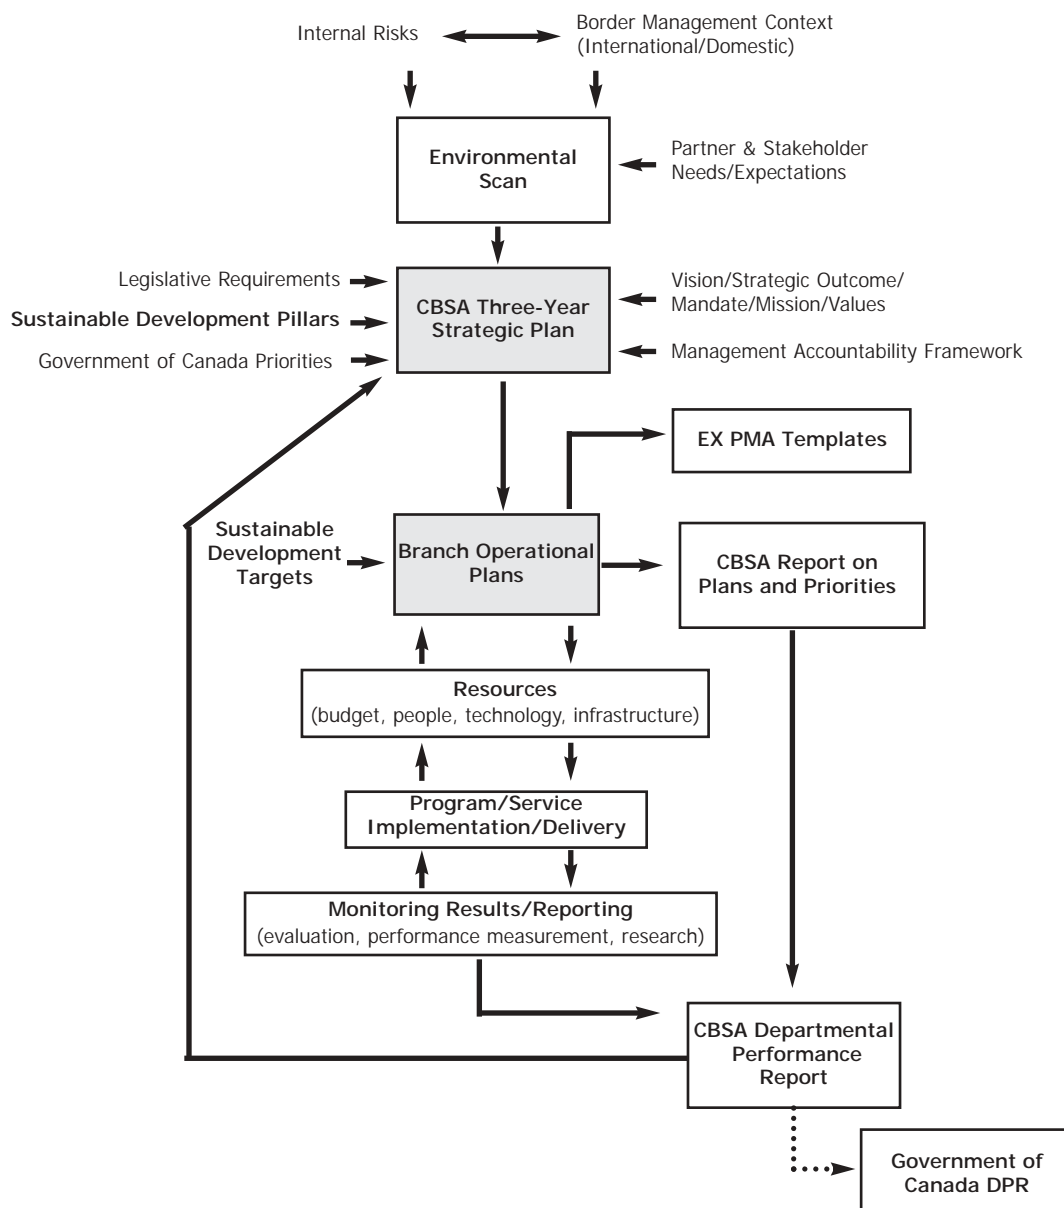 Internal Risks
Border Management Context
(International/Domestic)
Environmental
Scan
Partner & Stakeholder
Needs/Expectations
Legislative Requirements
Sustainable Development Pillars
Government of Canada Priorities
CBSA Three-Year
Strategic Plan
Vision/Strategic Outcome/
Mandate/Mission/Values
Management Accountability Framework
EX PMA Templates
Sustainable
Development
Targets
Branch Operational
Plans
CBSA Report on
Plans and Priorities
Resources
(budget, people, technology, infrastructure)
Program/Service
Implementation/Delivery
Monitoring Results/Reporting
(evaluation, performance measurement, research)
CBSA Departmental
Performance
Report
Government of
Canada DPR